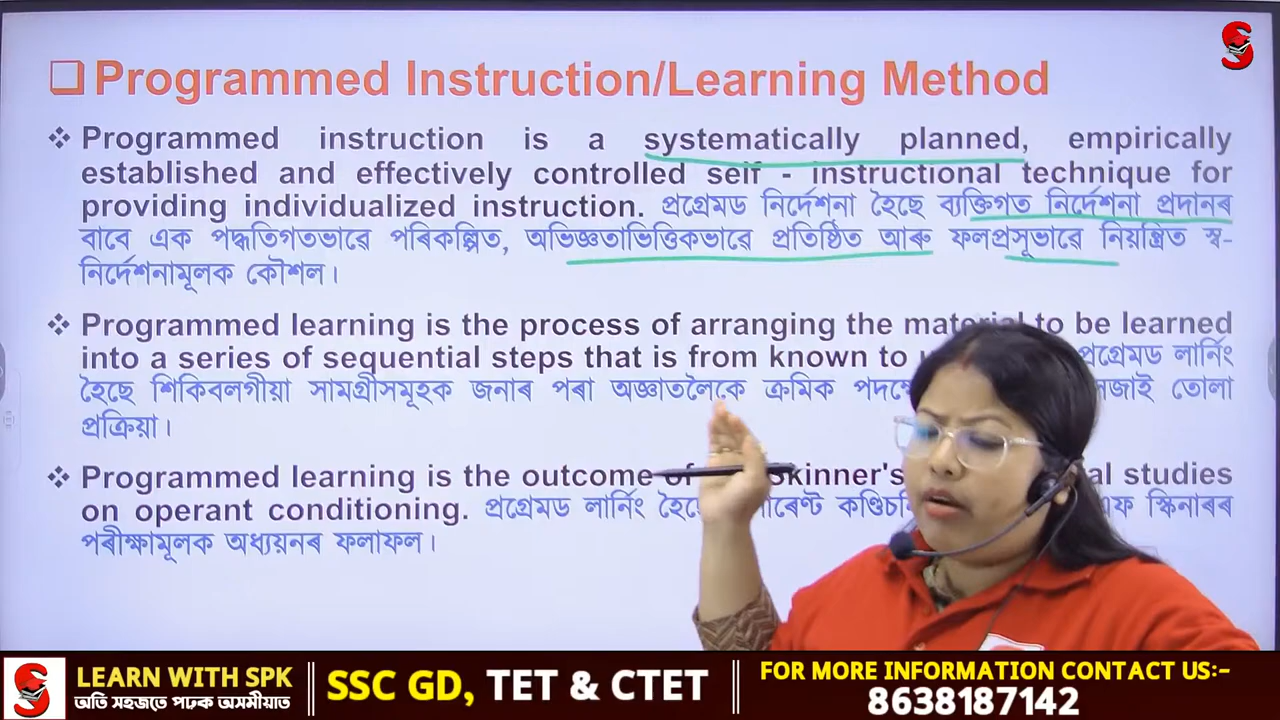 Programmed Instruction/Learning Method
Programmed instruction is a systematically planned, empirically
established and effectively controlled self - instructional technique for
providing individualized instruction. প্ৰগ্ৰেমড নিৰ্দেশনা হৈছে ব্যক্তিগত নিৰ্দেশনা প্ৰদানৰ
বাবে এক পদ্ধতিগতভাৱে পৰিকল্পিত, অভিজ্ঞতাভিত্তিকভাৱে প্ৰতিষ্ঠিত আৰু ফলপ্ৰসূভাৱে নিয়ন্ত্ৰিত স্ব-
নিৰ্দেশনামূলক কৌশল।
Programmed learning is the process of arranging the material to be learned
into a series of sequential steps that is from known to প্ৰগ্ৰেমড লাৰ্নিং
হৈছে শিকিবলগীয়া সামগ্ৰীসমূহক জনাৰ পৰা অজ্ঞাতলৈকে ক্ৰমিক তোলা
প্ৰক্ৰিয়া।
Programmed learning is the outcome of Skinner's studies
on operant conditioning. প্ৰগ্ৰেমড লাৰ্নিং স্কিনাৰৰ
পৰীক্ষামূলক অধ্যয়নৰ ফলাফল।
LEARN WITH SPK
অতি সহজতে পঢ়ক অসমীয়াত
SSC GD, TET & CTET
FOR MORE INFORMATION CONTACT US:-
8638187142